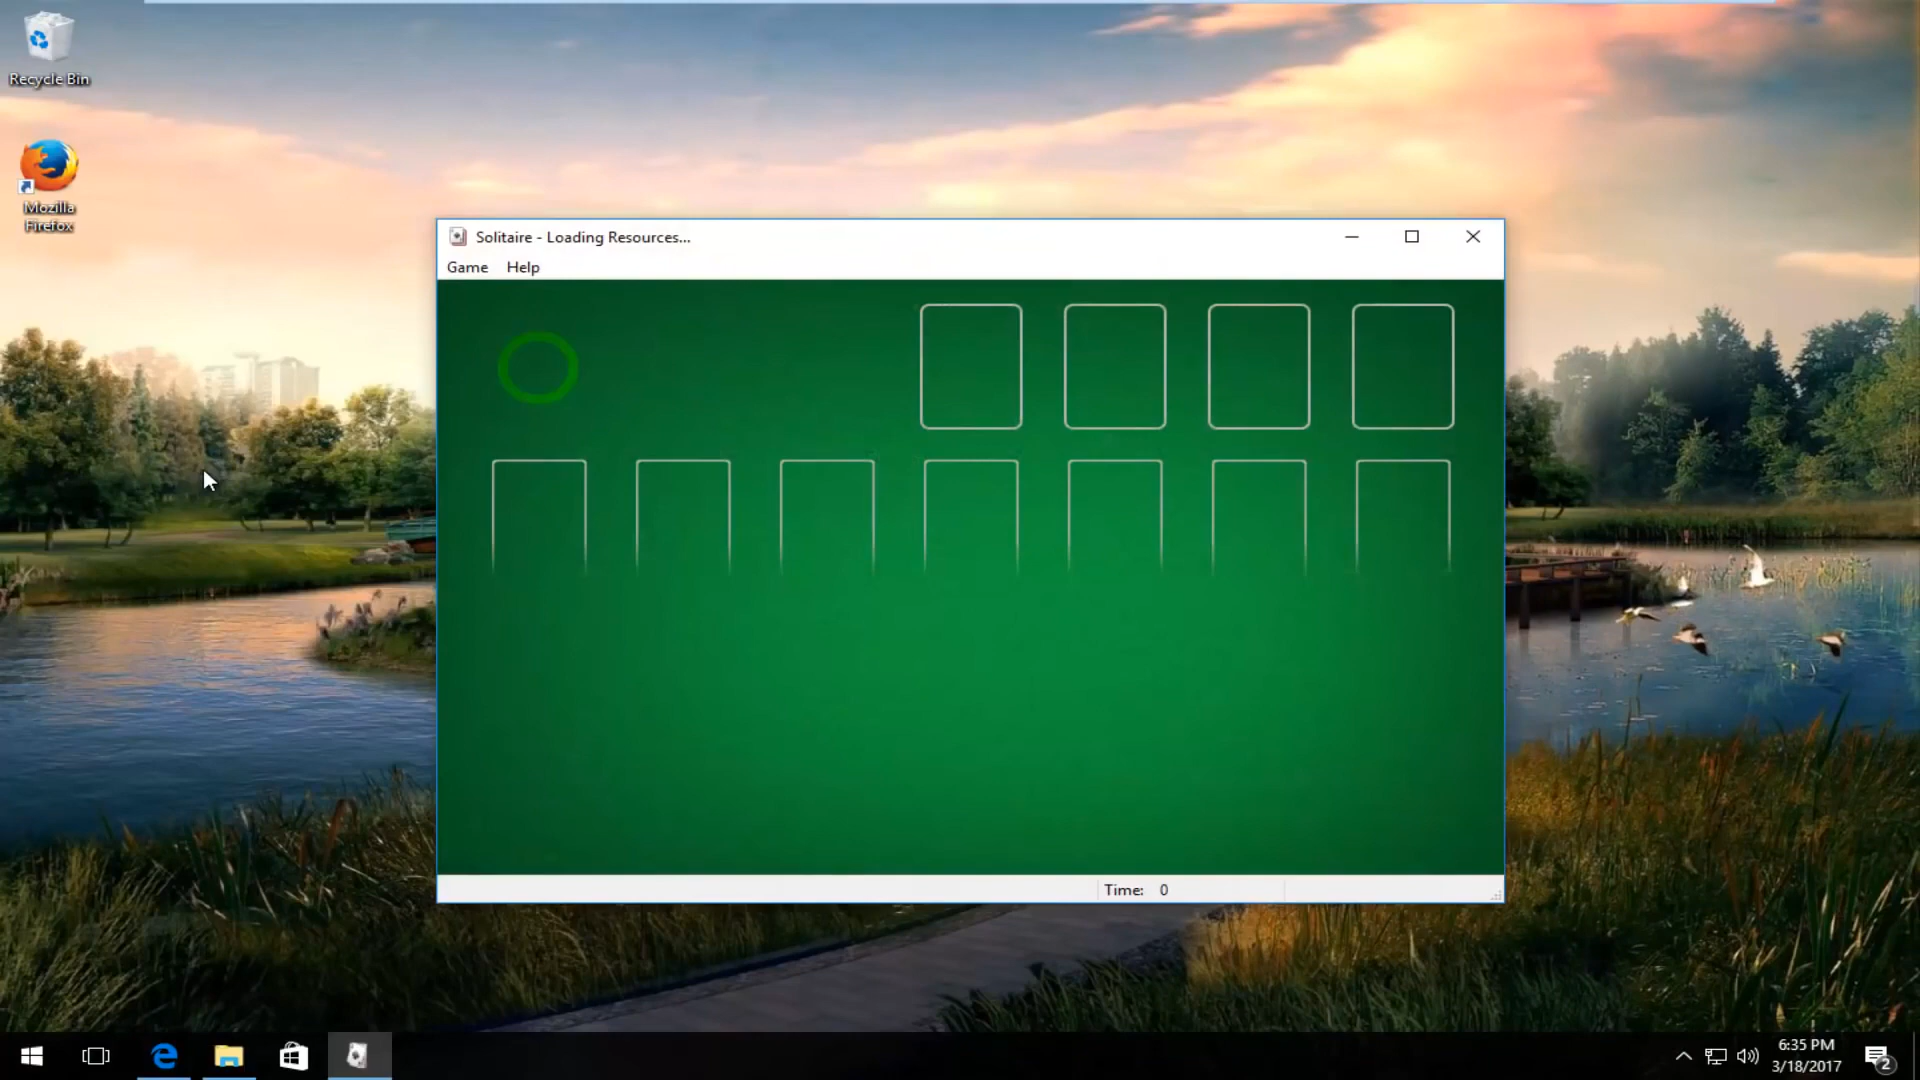 Recycle Bin
Mozilla
Firefox
Solitaire - Loading Resources...
Game Help
Time: 0
6:35 PM
3/18/2017
2